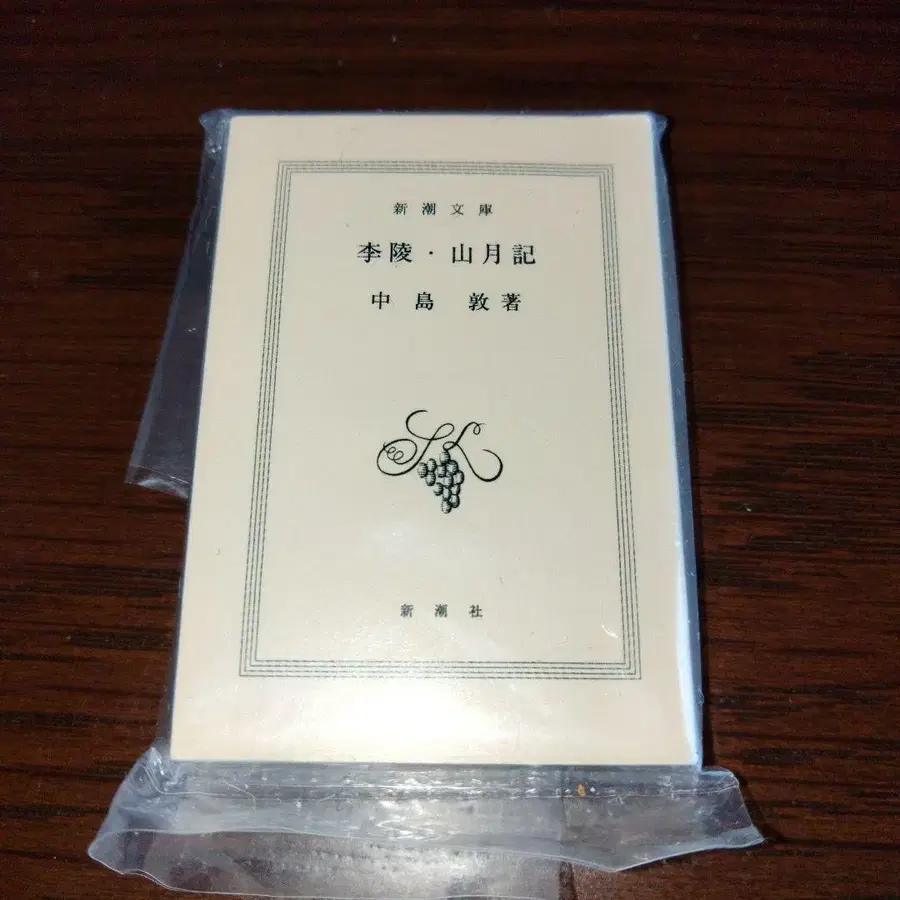 新潮文庫
李陵・山月記
中島 敦著
新潮社